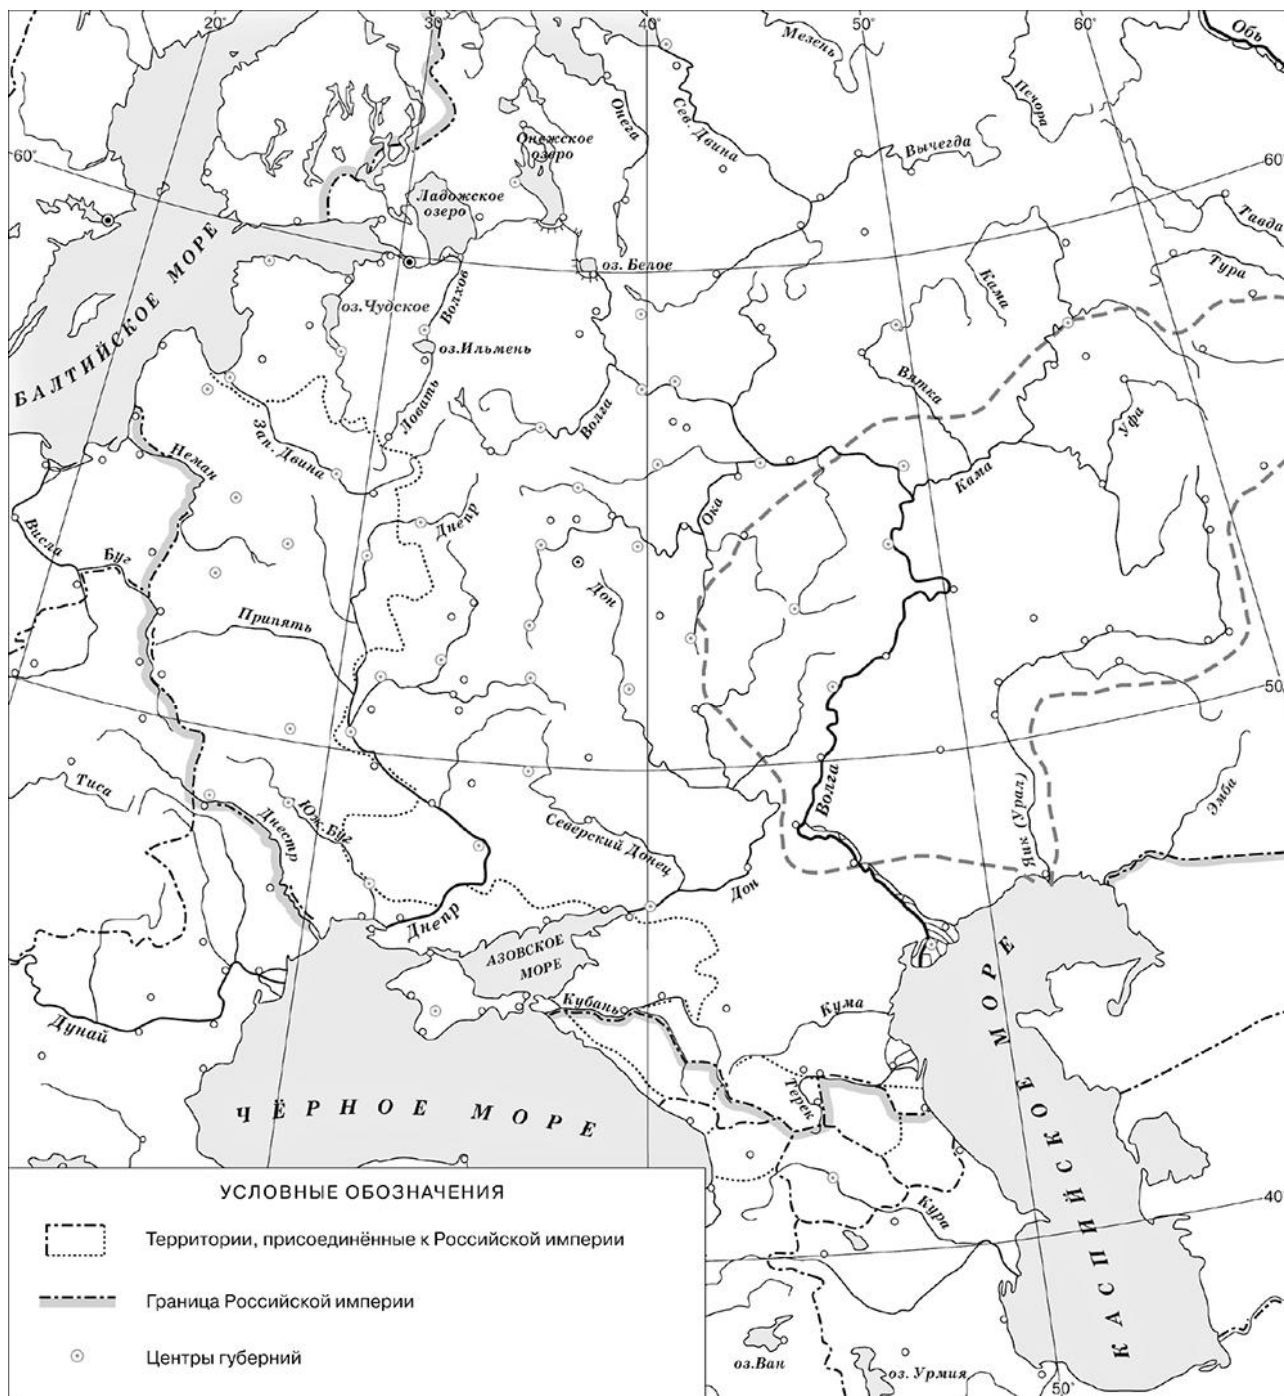 20°
30°
40°
50°
60°
Мезень
Обь
Печора
Онега
Сев. Двина
Вычегда
Онежское
озеро
60°
60°
Ладожское
озеро
Тавда
оз. Белое
Тура
Кама
Волхов
оз.Чудское
оз.Ильмень
БАЛТИЙСКОЕ МОРЕ
Вятка
Ловать
Волга
Уфа
Зап. Двина
Неман
Кама
Ока
Днепр
Висла
Буг
Дон
Припять
50°
Тиса
Днестр
Юж. Буг
Северский Донец
Волга
Яик (Урал)
Эмба
Дон
Днепр
АЗОВСКОЕ
МОРЕ
Кубань
Кума
Дунай
Терек
ЧЁРНОЕ МОРЕ
КАСПИЙСКОЕ МОРЕ
40°
Кура
оз.Ван
оз. Урмия
50°
УСЛОВНЫЕ ОБОЗНАЧЕНИЯ
Территории, присоединённые к Российской империи
Граница Российской империи
Центры губерний